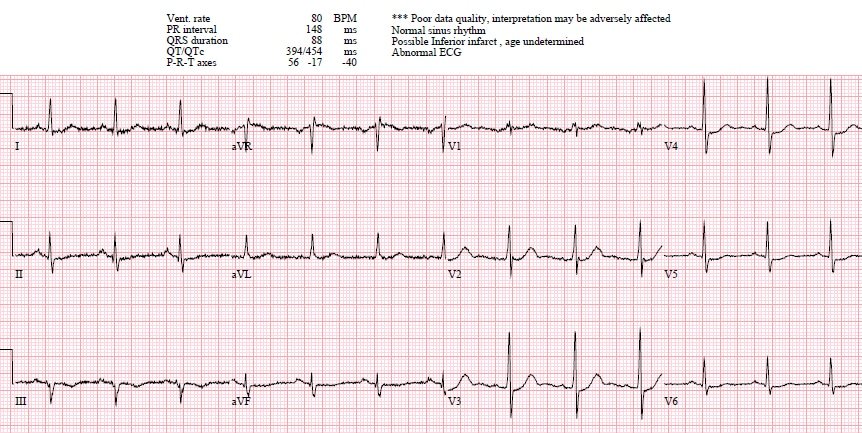 Vent. rate 80 BPM
PR interval 148 ms
QRS duration 88 ms
QT/QTc 394/454 ms
P-R-T axes 56 -17 -40
*** Poor data quality, interpretation may be adversely affected
Normal sinus rhythm
Possible Inferior infarct , age undetermined
Abnormal ECG
I aVR V1 V4
II aVL V2 V5
III aVF V3 V6